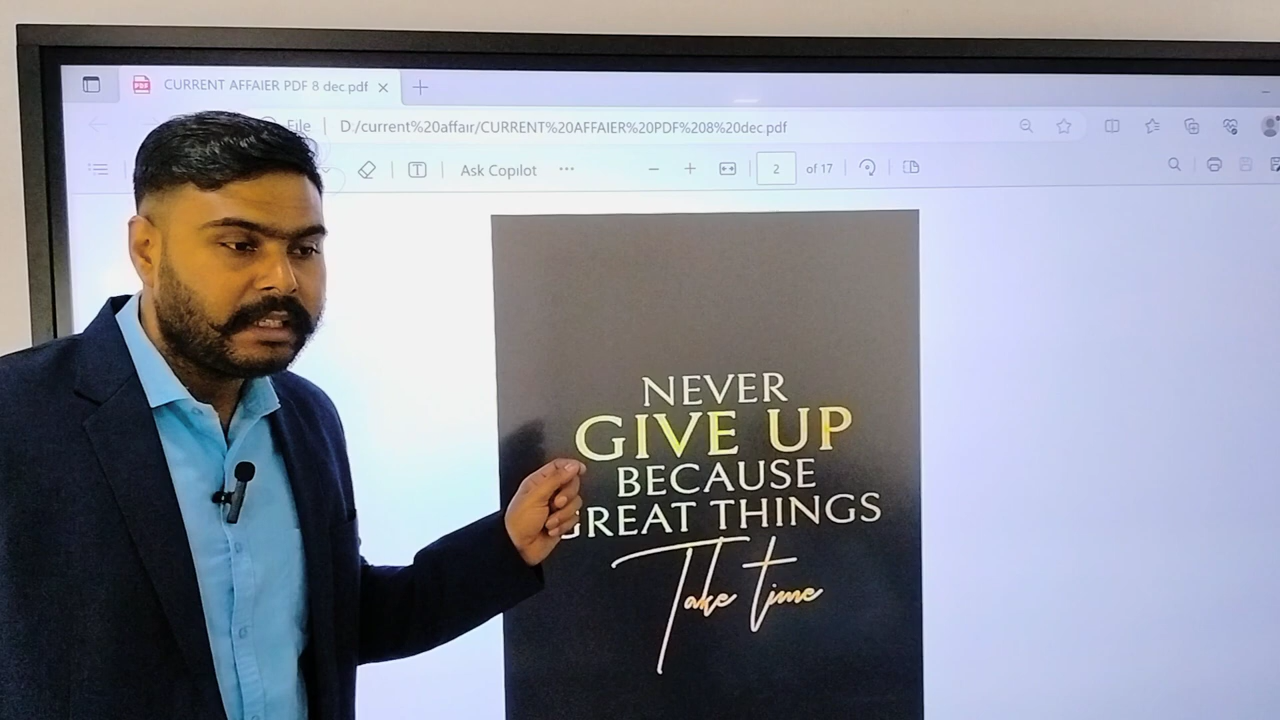 CURRENT AFFAIER PDF 8 dec.pdf
File
D:/current%20affair/CURRENT%20AFFAIER%20PDF%208%20dec.pdf
Ask Copilot
2 of 17
NEVER
GIVE UP
BECAUSE
GREAT THINGS
Take time